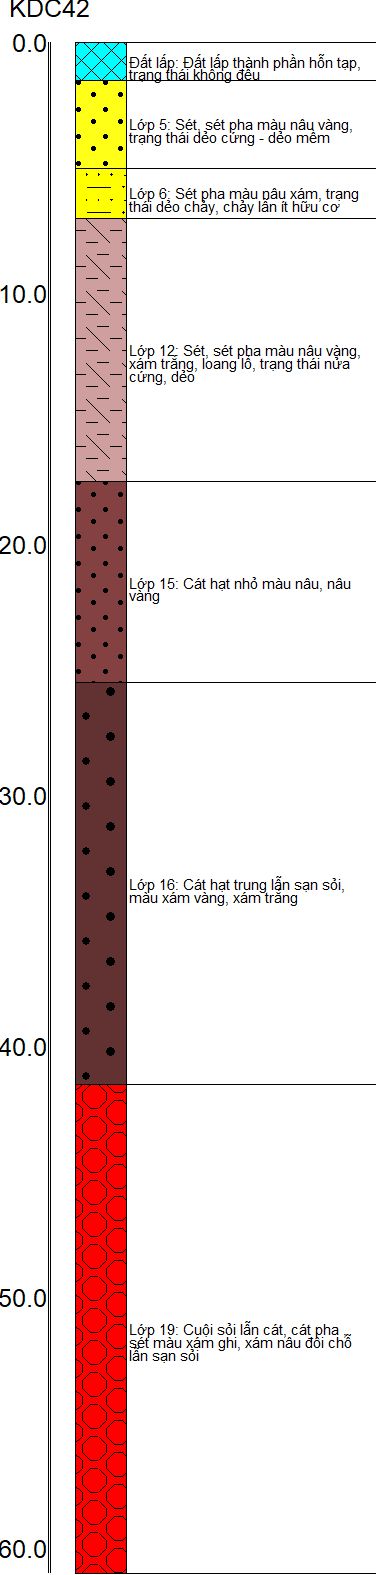 KDC42
0.0
Đất lấp: Đất lấp thành phần hỗn tạp,
trạng thái không đều
Lớp 5: Sét, sét pha màu nâu vàng,
trạng thái dẻo cứng - dẻo mềm
Lớp 6: Sét pha màu nâu xám, trạng
thái dẻo chảy, chảy lẫn ít hữu cơ
10.0
Lớp 12: Sét, sét pha màu nâu vàng,
xám trắng, loang lổ, trạng thái nửa
cứng, dẻo
20.0
Lớp 15: Cát hạt nhỏ màu nâu, nâu
vàng
30.0
Lớp 16: Cát hạt trung lẫn sạn sỏi,
màu xám vàng, xám trắng
40.0
50.0
Lớp 19: Cuội sỏi lẫn cát, cát pha
sét màu xám ghi, xám nâu đôi chỗ
lẫn sạn sỏi
60.0